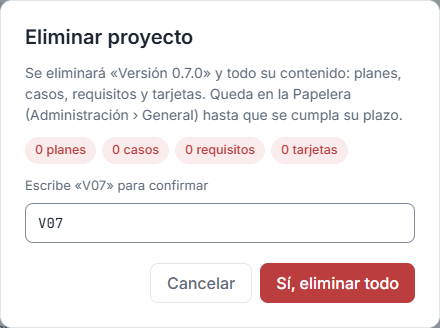 Eliminar proyecto
Se eliminará «Versión 0.7.0» y todo su contenido: planes,
casos, requisitos y tarjetas. Queda en la Papelera
(Administración › General) hasta que se cumpla su plazo.
0 planes 0 casos 0 requisitos 0 tarjetas
Escribe «V07» para confirmar
V07
Cancelar Sí, eliminar todo